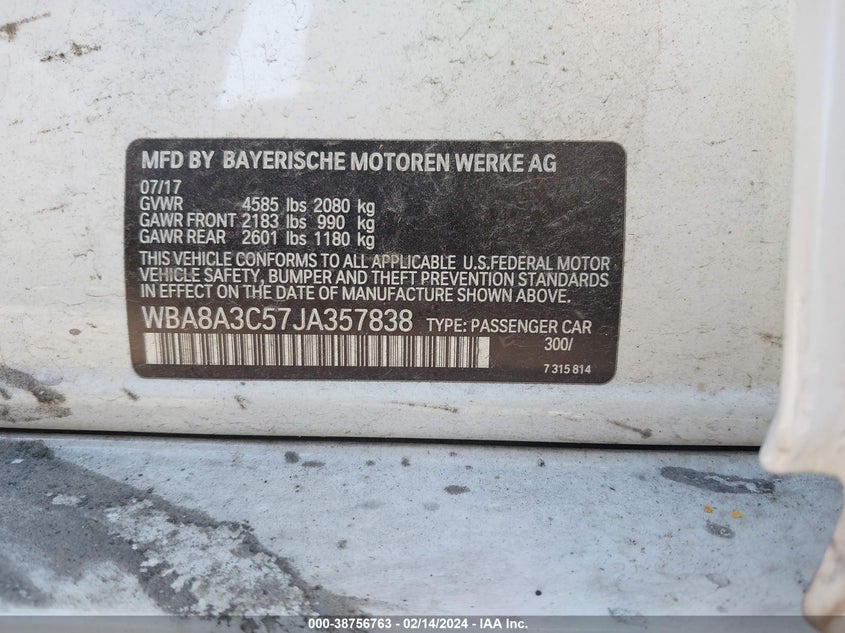 MFD BY BAYERISCHE MOTOREN WERKE AG
07/17
GVWR 4585 lbs 2080 kg
GAWR FRONT 2183 lbs 990 kg
GAWR REAR 2601 lbs 1180 kg
THIS VEHICLE CONFORMS TO ALL APPLICABLE U.S.FEDERAL MOTOR
VEHICLE SAFETY, BUMPER AND THEFT PREVENTION STANDARDS
IN EFFECT ON THE DATE OF MANUFACTURE SHOWN ABOVE.
WBA8A3C57JA357838 TYPE: PASSENGER CAR
300/
7 315 814
000-38756763 - 02/14/2024 - IAA Inc.